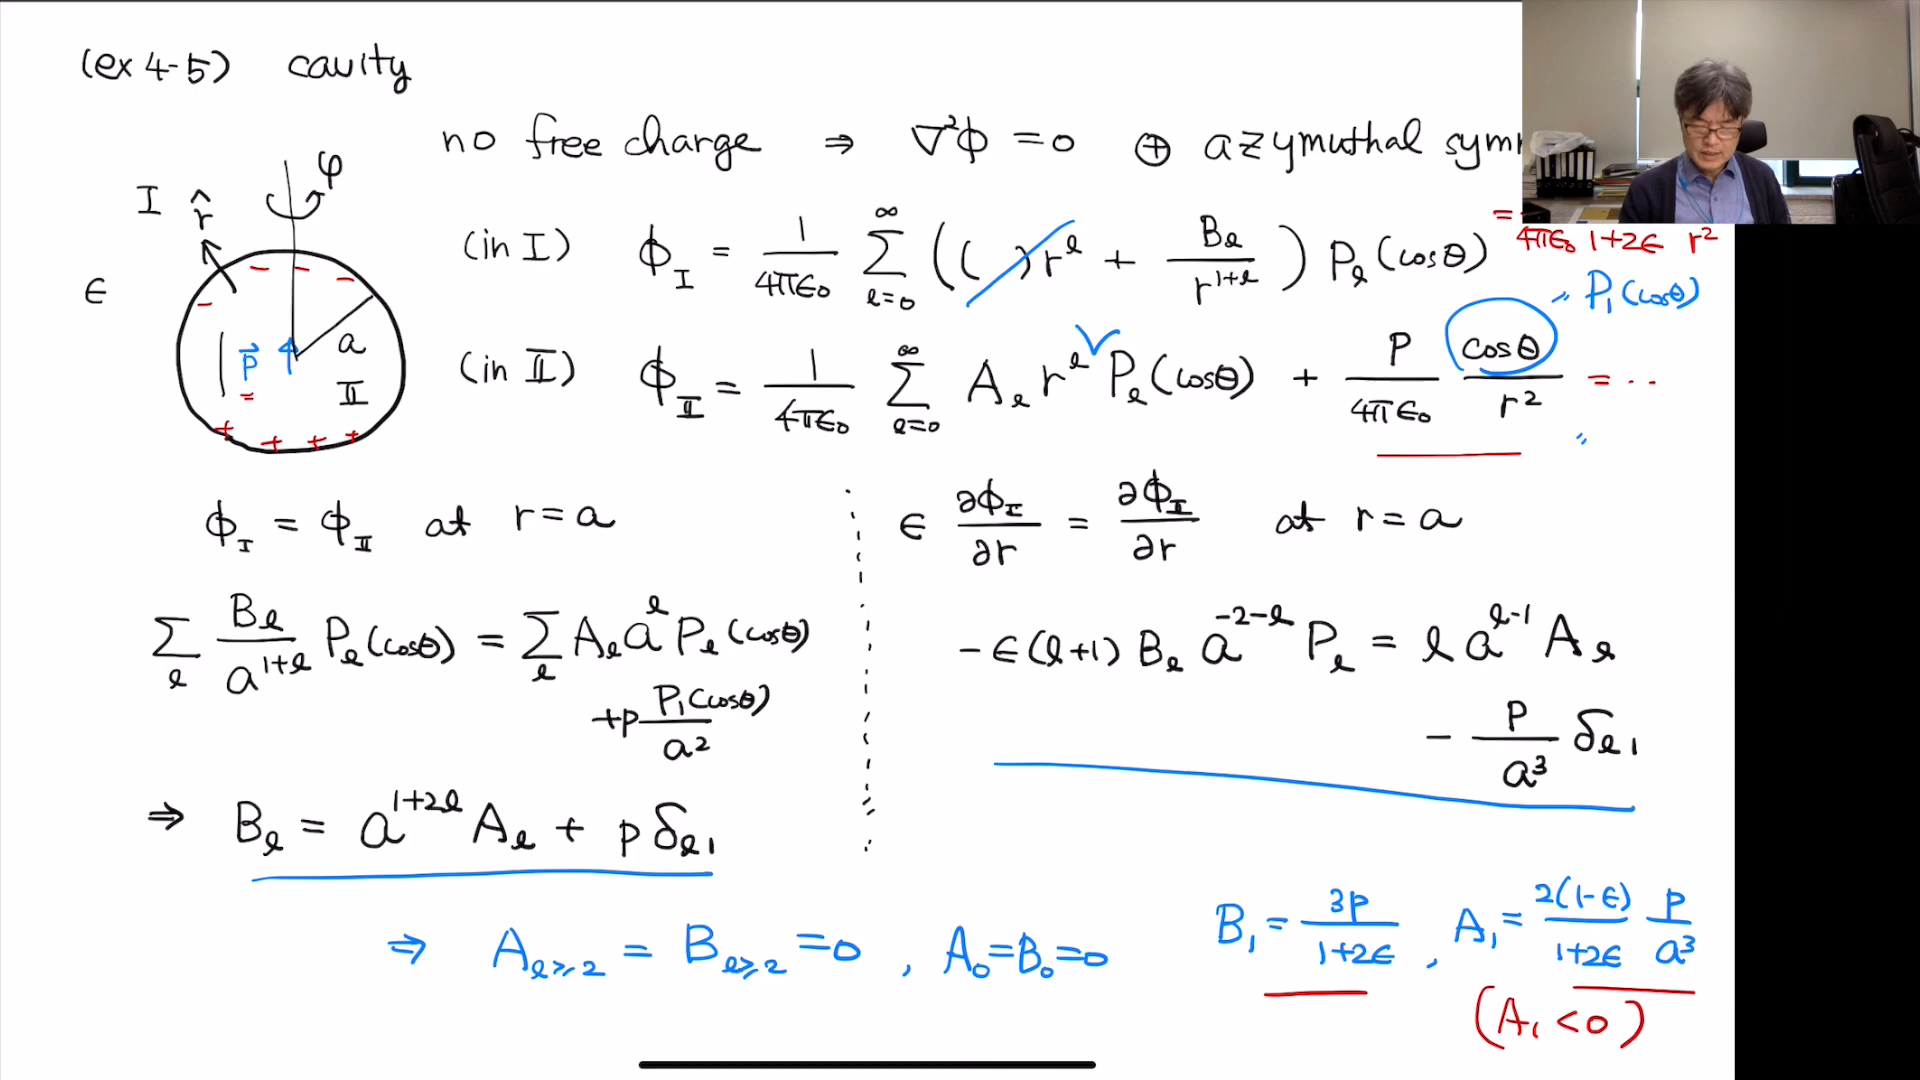 (ex 4-5) cavity
no free charge ⇒ ∇²ϕ = 0 ⊕ azymuthal symm
I r̂ φ
ϵ
− − − −
p⃗ a
II
+ + + +
(in I) ϕ_I = 1/(4πϵ₀) Σ_{ℓ=0}^{∞} (( )r^ℓ + B_ℓ/r^{1+ℓ}) P_ℓ(cosθ)
= 4πϵ₀ 1+2ϵ r²
" P₁(cosθ)
(in II) ϕ_II = 1/(4πϵ₀) Σ_{ℓ=0}^{∞} A_ℓ r^ℓ P_ℓ(cosθ) + P/(4πϵ₀) cosθ/r² = ··
ϕ_I = ϕ_II at r = a
ϵ ∂ϕ_I/∂r = ∂ϕ_I/∂r at r = a
Σ_ℓ B_ℓ/a^{1+ℓ} P_ℓ(cosθ) = Σ_ℓ A_ℓ a^ℓ P_ℓ(cosθ)
+p P₁(cosθ)/a²
−ϵ(ℓ+1) B_ℓ a^{−2−ℓ} P_ℓ = ℓ a^{ℓ−1} A_ℓ
− P/a³ δ_{ℓ1}
⇒ B_ℓ = a^{1+2ℓ} A_ℓ + p δ_{ℓ1}
⇒ A_{ℓ≥2} = B_{ℓ≥2} = 0 , A₀ = B₀ = 0
B₁ = 3p/(1+2ϵ) , A₁ = 2(1−ϵ)/(1+2ϵ) p/a³
(A₁ < 0)